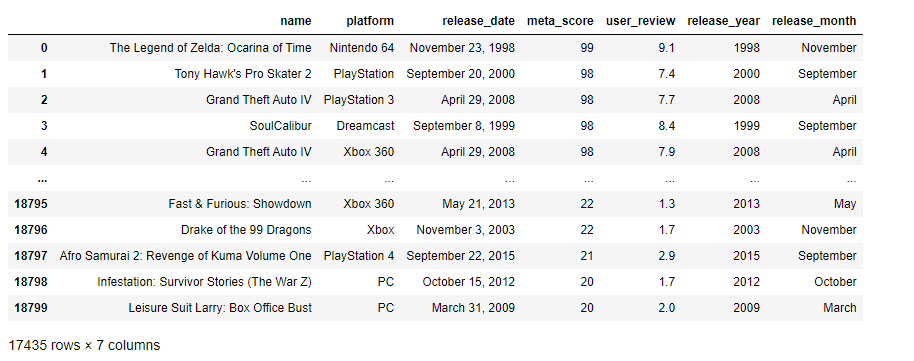 name platform release_date meta_score user_review release_year release_month
0 The Legend of Zelda: Ocarina of Time Nintendo 64 November 23, 1998 99 9.1 1998 November
1 Tony Hawk's Pro Skater 2 PlayStation September 20, 2000 98 7.4 2000 September
2 Grand Theft Auto IV PlayStation 3 April 29, 2008 98 7.7 2008 April
3 SoulCalibur Dreamcast September 8, 1999 98 8.4 1999 September
4 Grand Theft Auto IV Xbox 360 April 29, 2008 98 7.9 2008 April
... ... ... ... ... ... ... ...
18795 Fast & Furious: Showdown Xbox 360 May 21, 2013 22 1.3 2013 May
18796 Drake of the 99 Dragons Xbox November 3, 2003 22 1.7 2003 November
18797 Afro Samurai 2: Revenge of Kuma Volume One PlayStation 4 September 22, 2015 21 2.9 2015 September
18798 Infestation: Survivor Stories (The War Z) PC October 15, 2012 20 1.7 2012 October
18799 Leisure Suit Larry: Box Office Bust PC March 31, 2009 20 2.0 2009 March
17435 rows × 7 columns